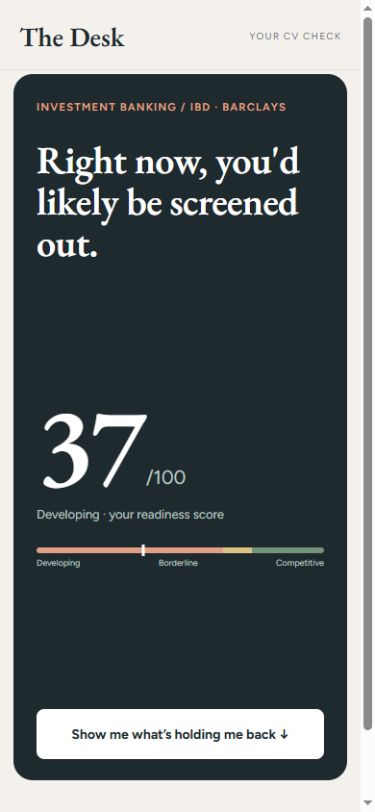 The Desk
YOUR CV CHECK
INVESTMENT BANKING / IBD · BARCLAYS
Right now, you'd
likely be screened
out.
37/100
Developing · your readiness score
Developing Borderline Competitive
Show me what's holding me back ↓